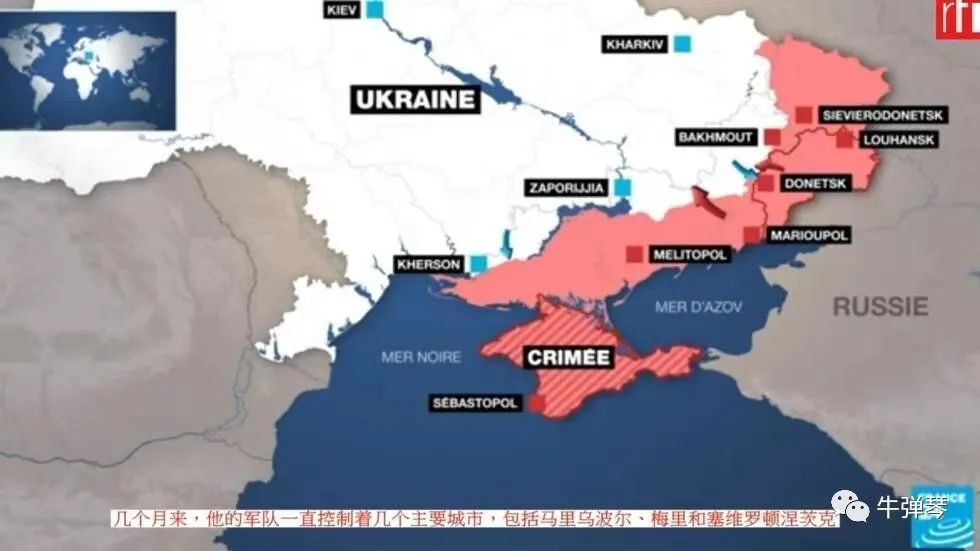 KIEV
rfi
KHARKIV
UKRAINE
SIEVIERODONETSK
BAKHMOUT
LOUHANSK
ZAPORIJJIA
DONETSK
MARIOUPOL
KHERSON
MELITOPOL
MER D'AZOV
RUSSIE
MER NOIRE
CRIMÉE
SÉBASTOPOL
FRANCE
牛弹琴
几个月来，他的军队一直控制着几个主要城市，包括马里乌波尔、梅里和塞维罗顿涅茨克